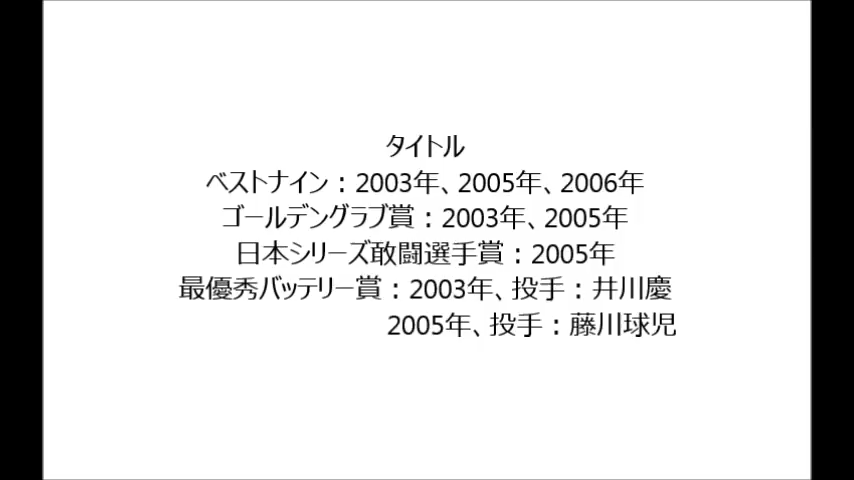 タイトル
ベストナイン：2003年、2005年、2006年
ゴールデングラブ賞：2003年、2005年
日本シリーズ敢闘選手賞：2005年
最優秀バッテリー賞：2003年、投手：井川慶
2005年、投手：藤川球児